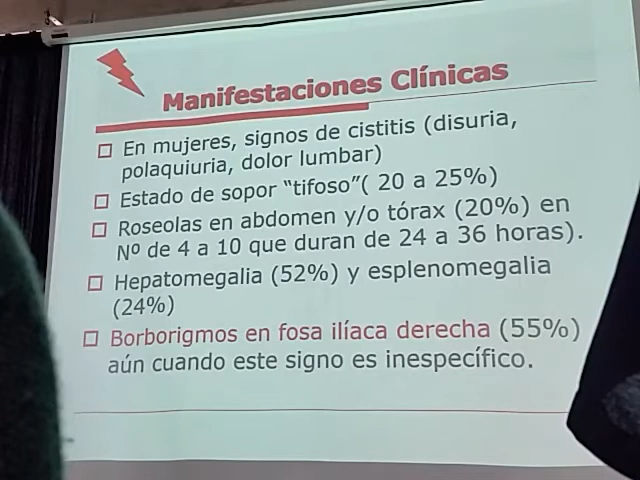 Manifestaciones Clínicas
□ En mujeres, signos de cistitis (disuria,
polaquiuria, dolor lumbar)
□ Estado de sopor “tifoso”( 20 a 25%)
□ Roseolas en abdomen y/o tórax (20%) en
Nº de 4 a 10 que duran de 24 a 36 horas).
□ Hepatomegalia (52%) y esplenomegalia
(24%)
□ Borborigmos en fosa ilíaca derecha (55%)
aún cuando este signo es inespecífico.